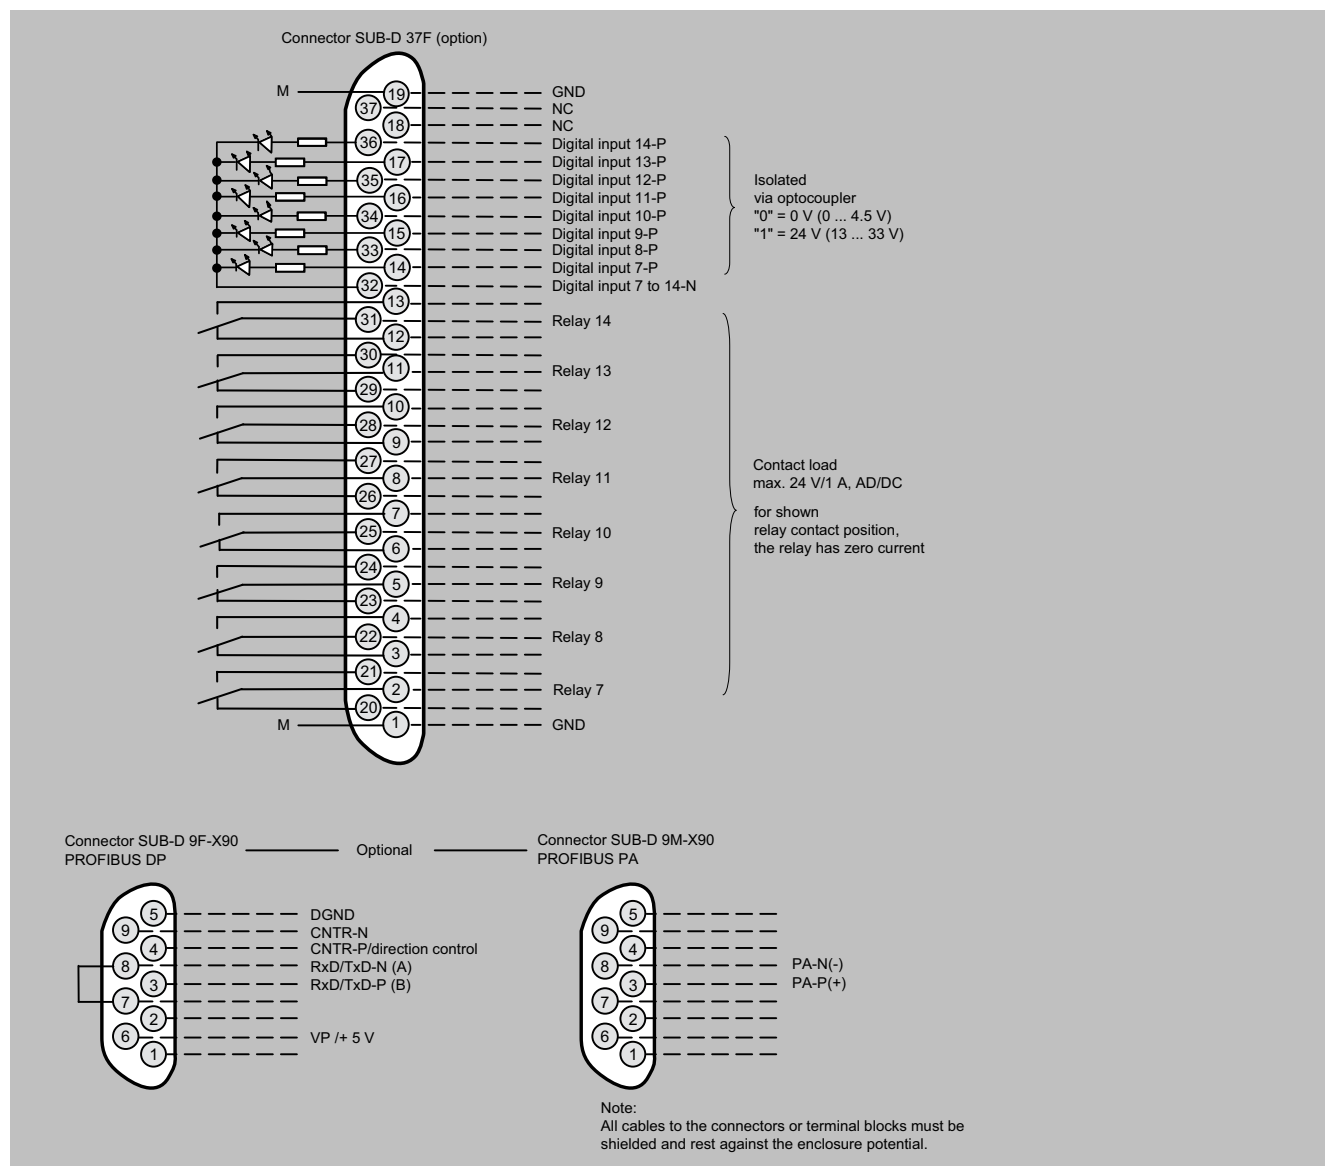 Connector SUB-D 37F (option)
M 19 GND
37 NC
18 NC
36 Digital input 14-P
17 Digital input 13-P
35 Digital input 12-P
16 Digital input 11-P
34 Digital input 10-P
15 Digital input 9-P
33 Digital input 8-P
14 Digital input 7-P
32 Digital input 7 to 14-N
Isolated
via optocoupler
"0" = 0 V (0 ... 4.5 V)
"1" = 24 V (13 ... 33 V)
13
31 Relay 14
12
30
11 Relay 13
29
10
28 Relay 12
9
27
8 Relay 11
26
7
25 Relay 10
6
24
5 Relay 9
23
4
22 Relay 8
3
21
2 Relay 7
20
M 1 GND
Contact load
max. 24 V/1 A, AD/DC
for shown
relay contact position,
the relay has zero current
Connector SUB-D 9F-X90
PROFIBUS DP
Optional
Connector SUB-D 9M-X90
PROFIBUS PA
5 DGND
9 CNTR-N
4 CNTR-P/direction control
8 RxD/TxD-N (A)
3 RxD/TxD-P (B)
7
2
6 VP /+ 5 V
1
5
9
4
8 PA-N(-)
3 PA-P(+)
7
2
6
1
Note:
All cables to the connectors or terminal blocks must be
shielded and rest against the enclosure potential.